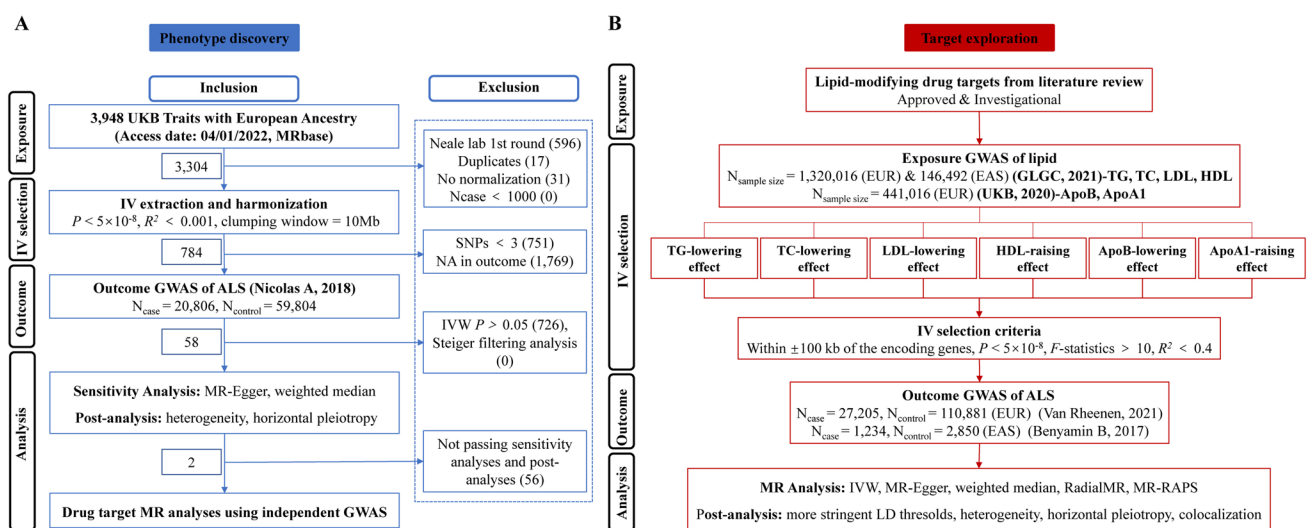 A
Phenotype discovery
Inclusion
Exclusion
Exposure
3,948 UKB Traits with European Ancestry
(Access date: 04/01/2022, MRbase)
3,304
Neale lab 1st round (596)
Duplicates (17)
No normalization (31)
Ncase < 1000 (0)
IV selection
IV extraction and harmonization
P < 5×10-8, R2 < 0.001, clumping window = 10Mb
784
SNPs < 3 (751)
NA in outcome (1,769)
Outcome
Outcome GWAS of ALS (Nicolas A, 2018)
Ncase = 20,806, Ncontrol = 59,804
58
IVW P > 0.05 (726),
Steiger filtering analysis
(0)
Analysis
Sensitivity Analysis: MR-Egger, weighted median
Post-analysis: heterogeneity, horizontal pleiotropy
2
Not passing sensitivity
analyses and post-
analyses (56)
Drug target MR analyses using independent GWAS
B
Target exploration
Exposure
Lipid-modifying drug targets from literature review
Approved & Investigational
IV selection
Exposure GWAS of lipid
Nsample size = 1,320,016 (EUR) & 146,492 (EAS) (GLGC, 2021)-TG, TC, LDL, HDL
Nsample size = 441,016 (EUR) (UKB, 2020)-ApoB, ApoA1
TG-lowering
effect
TC-lowering
effect
LDL-lowering
effect
HDL-raising
effect
ApoB-lowering
effect
ApoA1-raising
effect
IV selection criteria
Within ±100 kb of the encoding genes, P < 5×10-8, F-statistics > 10, R2 < 0.4
Outcome
Outcome GWAS of ALS
Ncase = 27,205, Ncontrol = 110,881 (EUR) (Van Rheenen, 2021)
Ncase = 1,234, Ncontrol = 2,850 (EAS) (Benyamin B, 2017)
Analysis
MR Analysis: IVW, MR-Egger, weighted median, RadialMR, MR-RAPS
Post-analysis: more stringent LD thresolds, heterogeneity, horizontal pleiotropy, colocalization